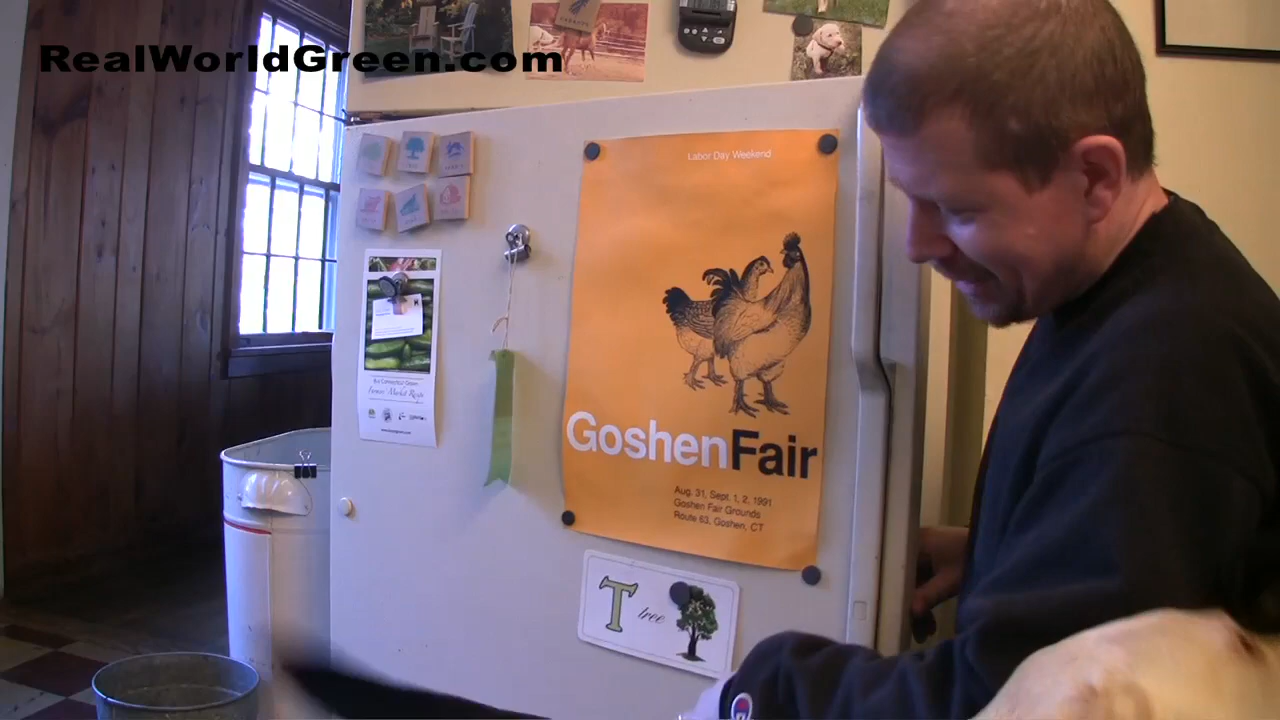 RealWorldGreen.com
Labor Day Weekend
GoshenFair
Aug. 31, Sept. 1, 2, 1991
Goshen Fair Grounds
Route 63, Goshen, CT
T
tree